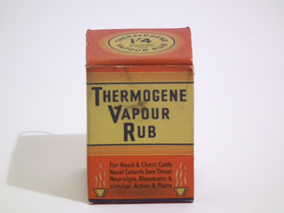 THERMOGENE
1/4
VAPOUR RUB
THERMOGENE
VAPOUR
RUB
For Head & Chest Colds
Nasal Catarrh, Sore Throat
Neuralgia, Rheumatic &
similar Aches & Pains